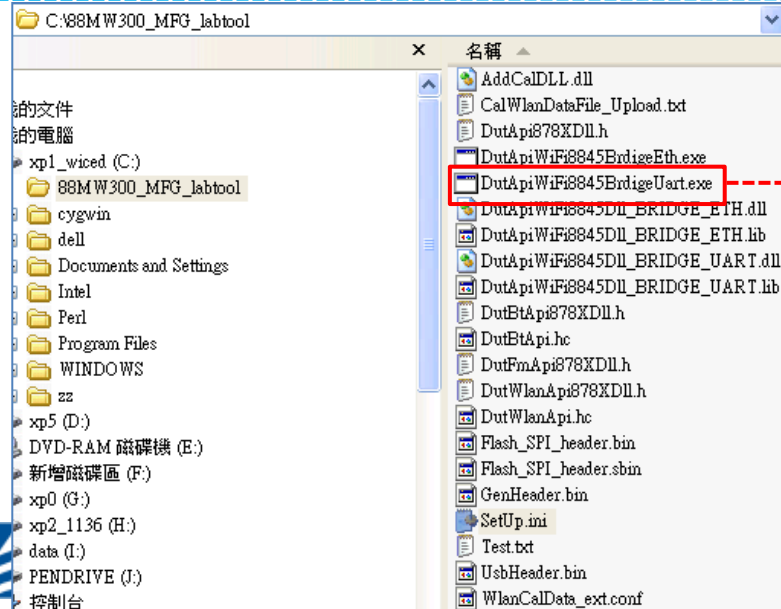 C:\88MW300_MFG_labtool
名稱
的文件
的電腦
xp1_wiced (C:)
88MW300_MFG_labtool
cygwin
dell
Documents and Settings
Intel
Perl
Program Files
WINDOWS
zz
xp5 (D:)
DVD-RAM 磁碟機 (E:)
新增磁碟區 (F:)
xp0 (G:)
xp2_1136 (H:)
data (I:)
PENDRIVE (J:)
控制台
AddCalDLL.dll
CalWlanDataFile_Upload.txt
DutApi878XDll.h
DutApiWiFi8845BrdigeEth.exe
DutApiWiFi8845BrdigeUart.exe
DutApiWiFi8845Dll_BRIDGE_ETH.dll
DutApiWiFi8845Dll_BRIDGE_ETH.lib
DutApiWiFi8845Dll_BRIDGE_UART.dll
DutApiWiFi8845Dll_BRIDGE_UART.lib
DutBtApi878XDll.h
DutBtApi.hc
DutFmApi878XDll.h
DutWlanApi878XDll.h
DutWlanApi.hc
Flash_SPI_header.bin
Flash_SPI_header.sbin
GenHeader.bin
SetUp.ini
Test.txt
UsbHeader.bin
WlanCalData_ext.conf